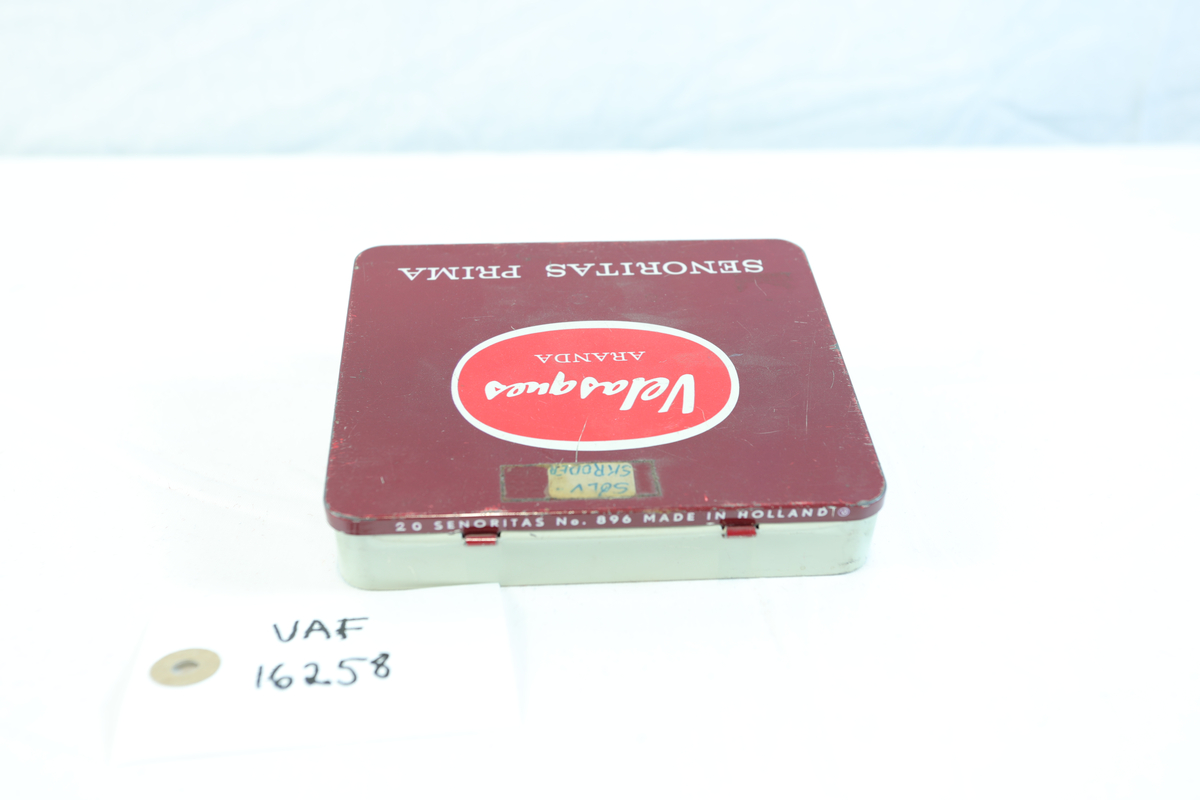 SENORITAS PRIMA
ARANDA
Velasques
SØLV-
SKRODDER
20 SENORITAS No. 896 MADE IN HOLLAND
VAF
16258